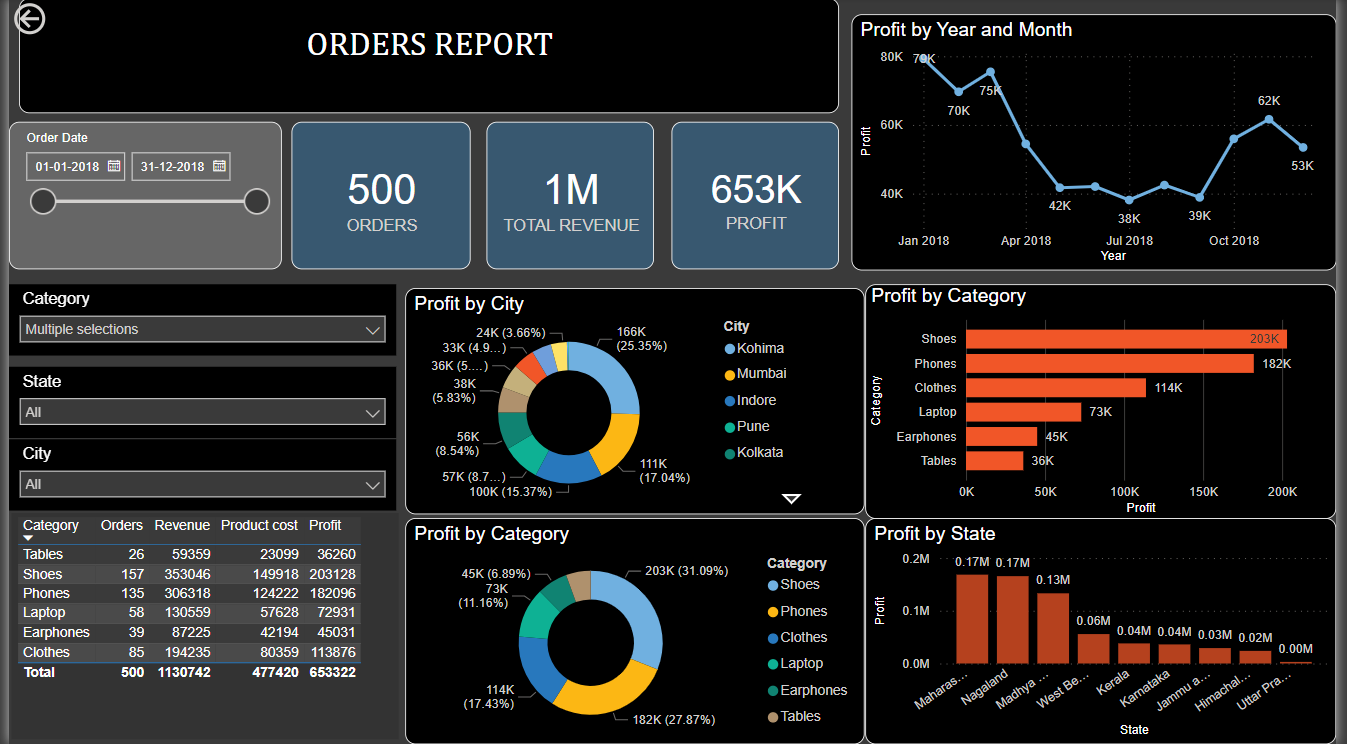 ORDERS REPORT
Order Date
01-01-2018
31-12-2018
500
ORDERS
1M
TOTAL REVENUE
653K
PROFIT
Profit by Year and Month
80K
60K
40K
Profit
70K
75K
42K
38K
39K
62K
53K
Jan 2018
Apr 2018
Jul 2018
Oct 2018
Year
Category
Multiple selections
State
All
City
All
Category Orders Revenue Product cost Profit
Tables 26 59359 23099 36260
Shoes 157 353046 149918 203128
Phones 135 306318 124222 182096
Laptop 58 130559 57628 72931
Earphones 39 87225 42194 45031
Clothes 85 194235 80359 113876
Total 500 1130742 477420 653322
Profit by City
166K
(25.35%)
111K
(17.04%)
100K (15.37%)
57K (8.7...)
56K
(8.54%)
38K
(5.83%)
36K (5....)
33K (4.9...)
24K (3.66%)
City
Kohima
Mumbai
Indore
Pune
Kolkata
Profit by Category
Category
Shoes 203K
Phones 182K
Clothes 114K
Laptop 73K
Earphones 45K
Tables 36K
0K 50K 100K 150K 200K
Profit
Profit by Category
203K (31.09%)
182K (27.87%)
114K
(17.43%)
73K
(11.16%)
45K (6.89%)
Category
Shoes
Phones
Clothes
Laptop
Earphones
Tables
Profit by State
0.2M
0.1M
0.0M
Profit
0.17M
0.17M
0.13M
0.06M
0.04M
0.04M
0.03M
0.02M
0.00M
Maharas...
Nagaland
Madhya ...
West Be...
Kerala
Karnataka
Jammu a...
Himachal...
Uttar Pra...
State